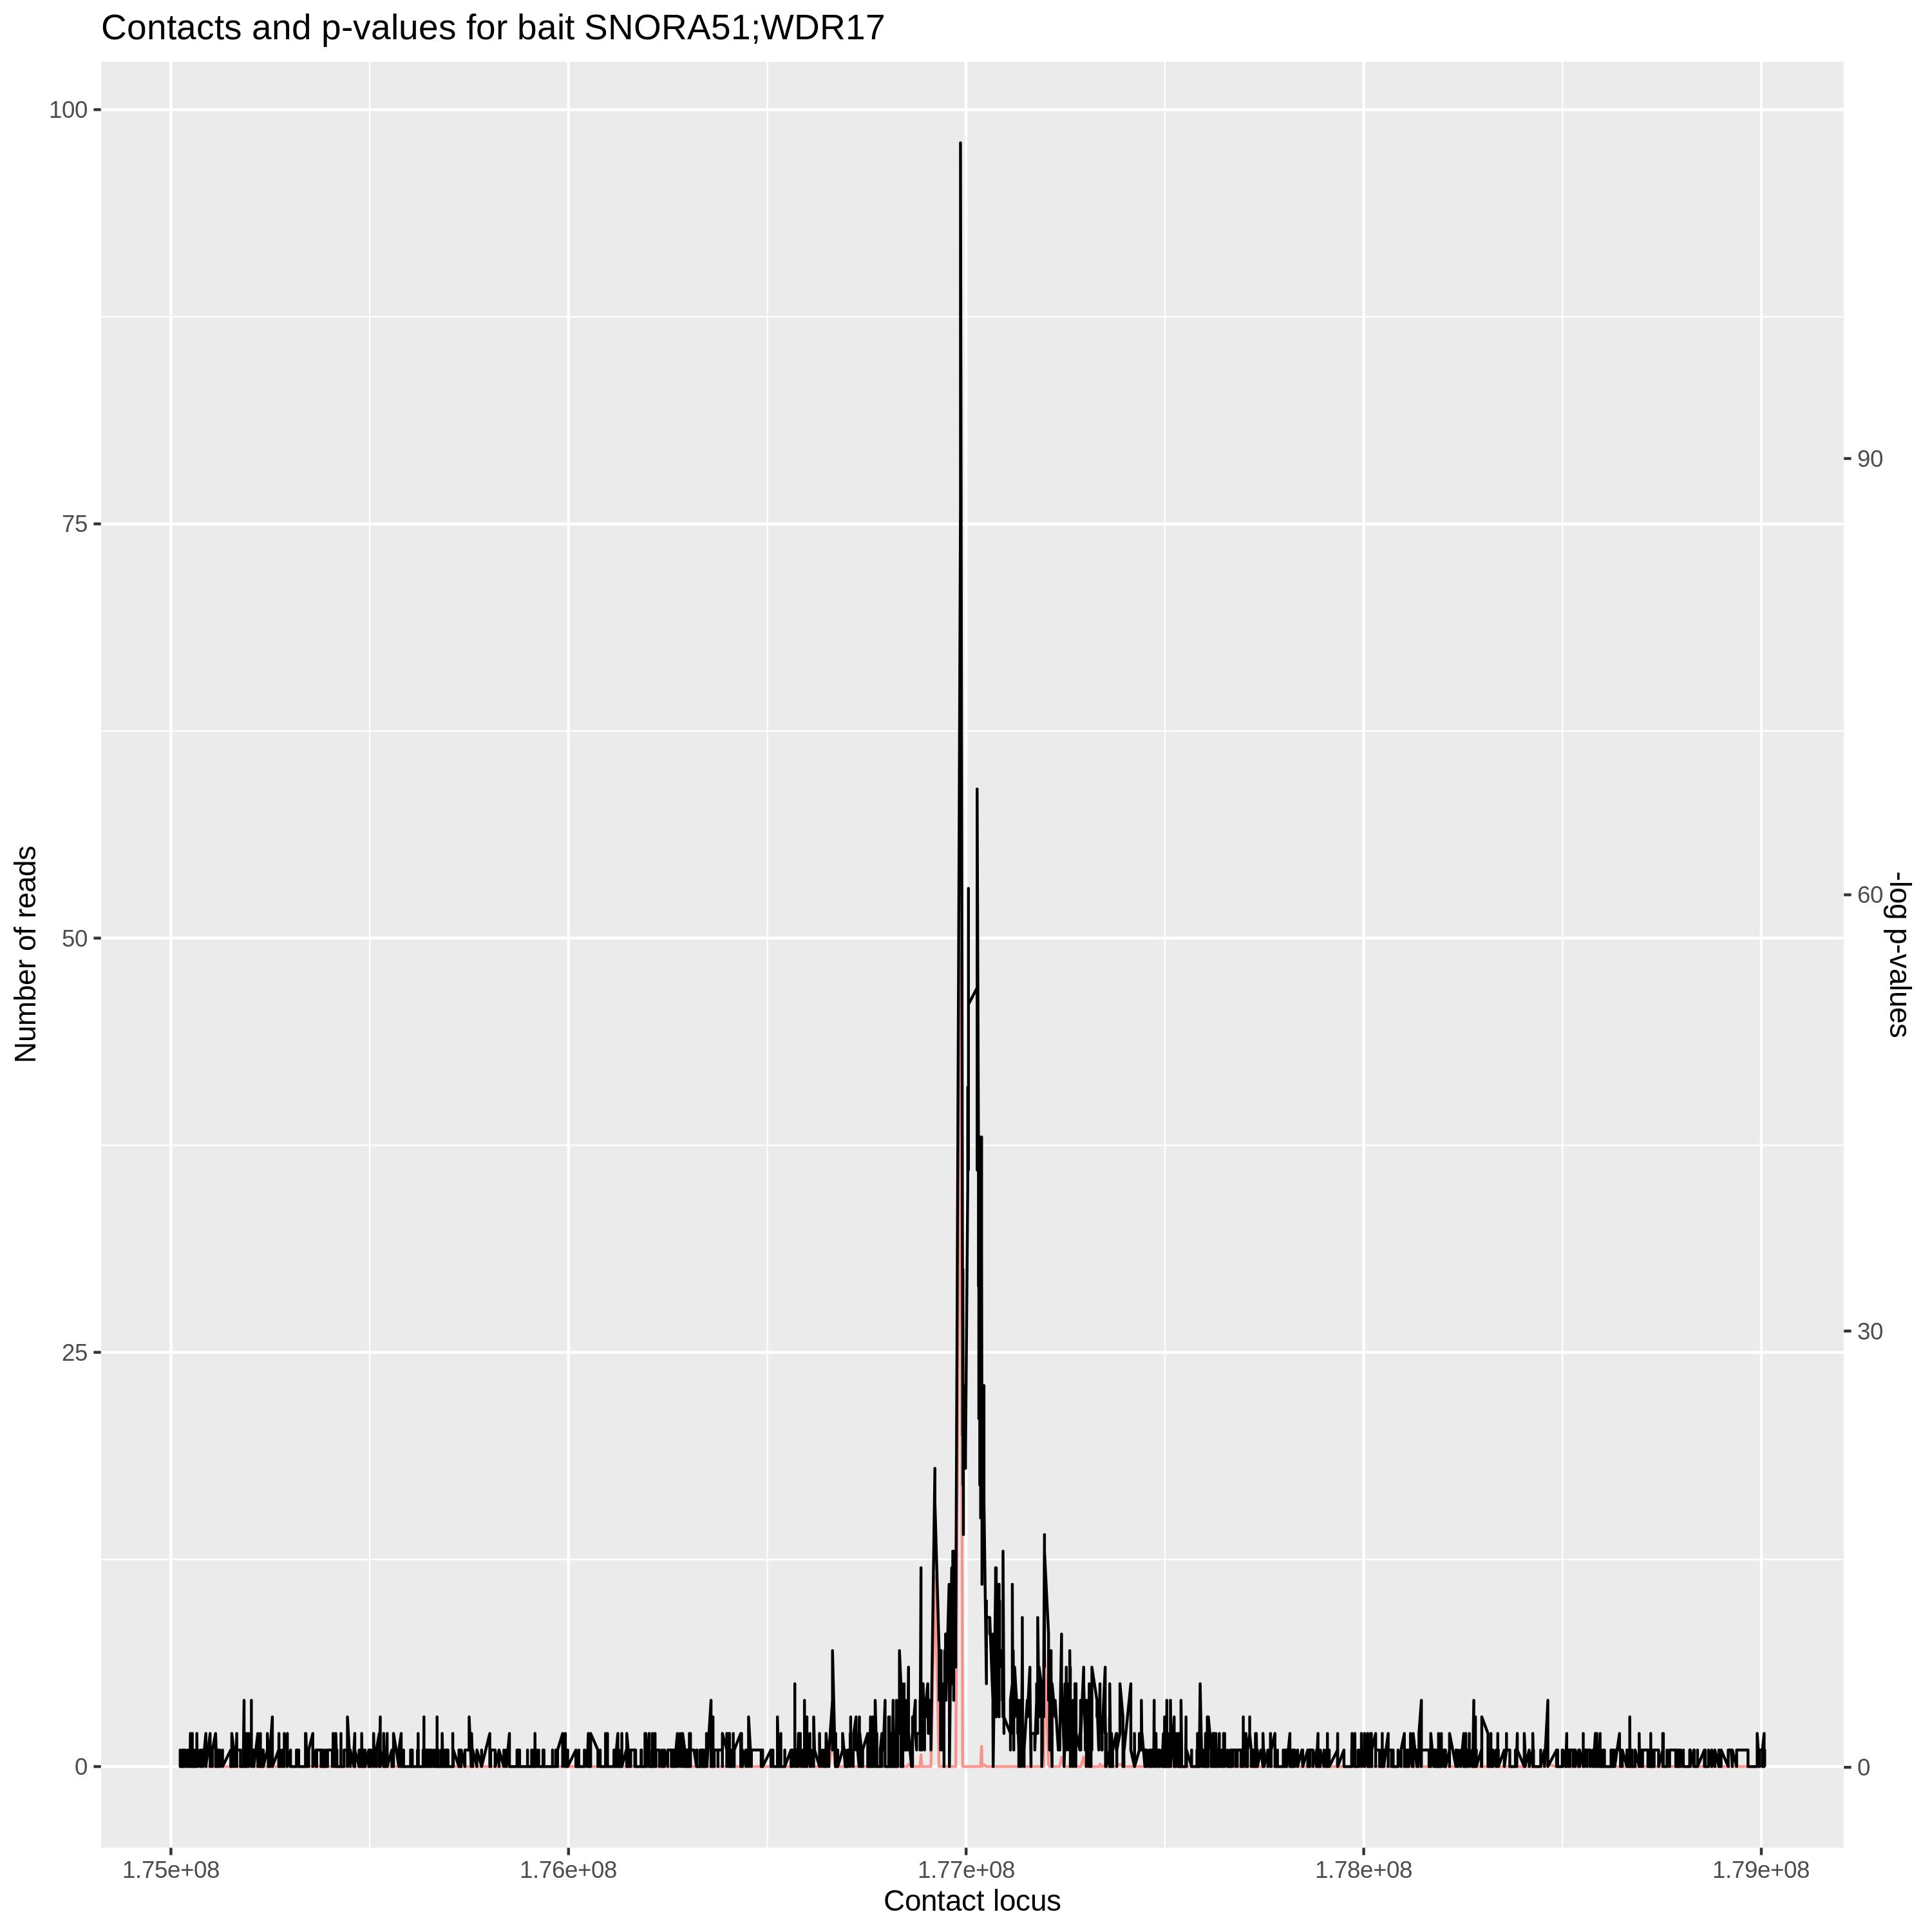 Contacts and p-values for bait SNORA51;WDR17
100
75
50
25
0
Number of reads
90
60
30
0
-log p-values
1.75e+08
1.76e+08
1.77e+08
1.78e+08
1.79e+08
Contact locus